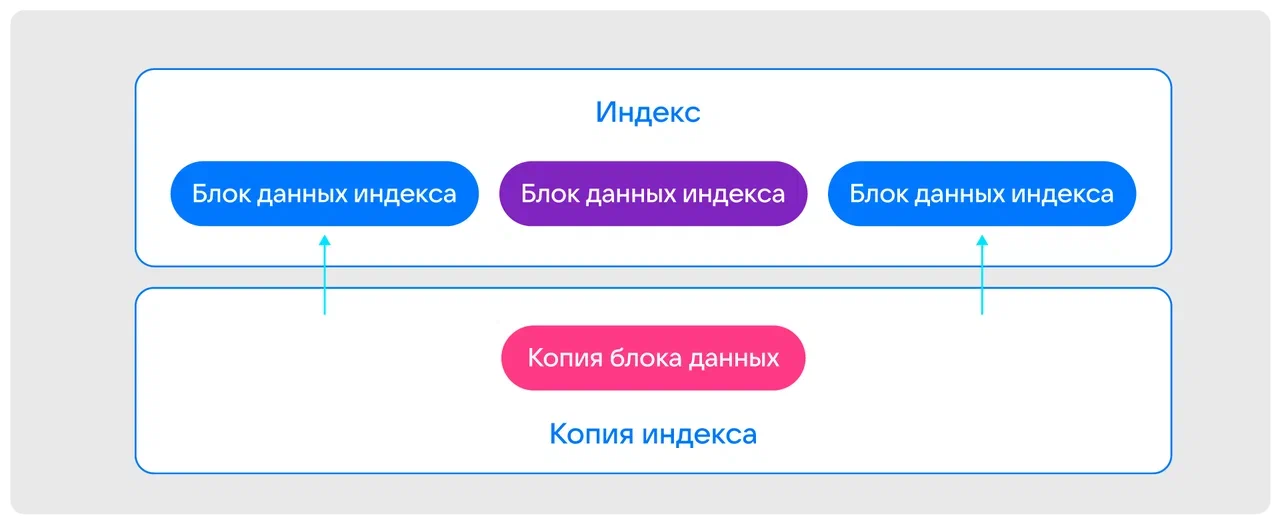 Индекс
Блок данных индекса
Блок данных индекса
Блок данных индекса
Копия блока данных
Копия индекса